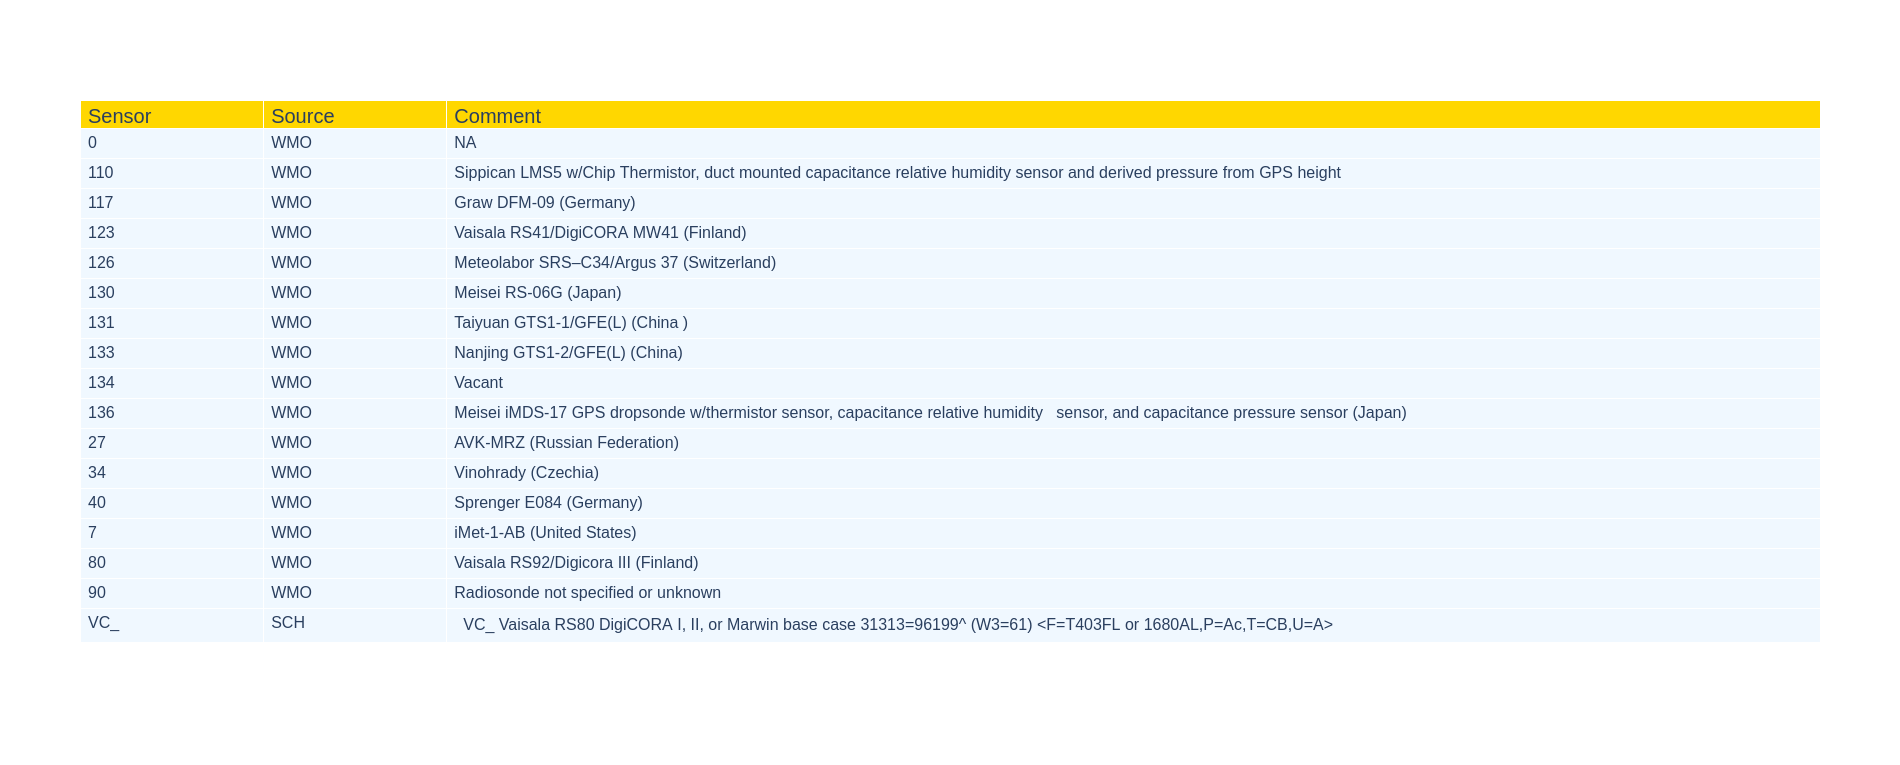 Sensor Source Comment
0 WMO NA
110 WMO Sippican LMS5 w/Chip Thermistor, duct mounted capacitance relative humidity sensor and derived pressure from GPS height
117 WMO Graw DFM-09 (Germany)
123 WMO Vaisala RS41/DigiCORA MW41 (Finland)
126 WMO Meteolabor SRS–C34/Argus 37 (Switzerland)
130 WMO Meisei RS-06G (Japan)
131 WMO Taiyuan GTS1-1/GFE(L) (China )
133 WMO Nanjing GTS1-2/GFE(L) (China)
134 WMO Vacant
136 WMO Meisei iMDS-17 GPS dropsonde w/thermistor sensor, capacitance relative humidity   sensor, and capacitance pressure sensor (Japan)
27 WMO AVK-MRZ (Russian Federation)
34 WMO Vinohrady (Czechia)
40 WMO Sprenger E084 (Germany)
7 WMO iMet-1-AB (United States)
80 WMO Vaisala RS92/Digicora III (Finland)
90 WMO Radiosonde not specified or unknown
VC_ SCH VC_ Vaisala RS80 DigiCORA I, II, or Marwin base case 31313=96199^ (W3=61) <F=T403FL or 1680AL,P=Ac,T=CB,U=A>